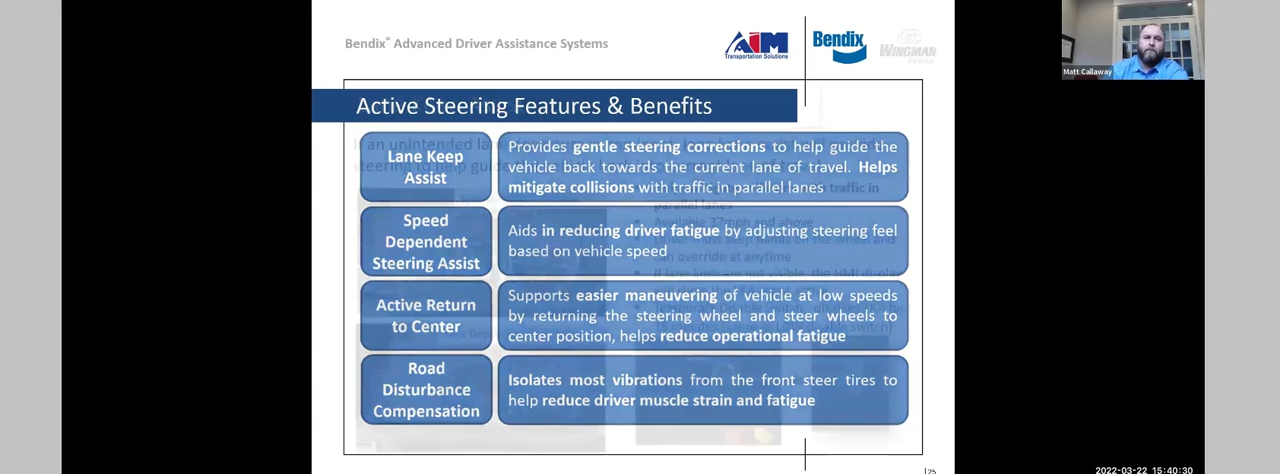 Bendix® Advanced Driver Assistance Systems
AIM
Transportation Solutions
Bendix
WINGMAN
Matt Callaway
Active Steering Features & Benefits
Lane Keep
Assist
Provides gentle steering corrections to help guide the
vehicle back towards the current lane of travel. Helps
mitigate collisions with traffic in parallel lanes
Speed
Dependent
Steering Assist
Aids in reducing driver fatigue by adjusting steering feel
based on vehicle speed
Active Return
to Center
Supports easier maneuvering of vehicle at low speeds
by returning the steering wheel and steer wheels to
center position, helps reduce operational fatigue
Road
Disturbance
Compensation
Isolates most vibrations from the front steer tires to
help reduce driver muscle strain and fatigue
25
2022-03-22 15:40:30